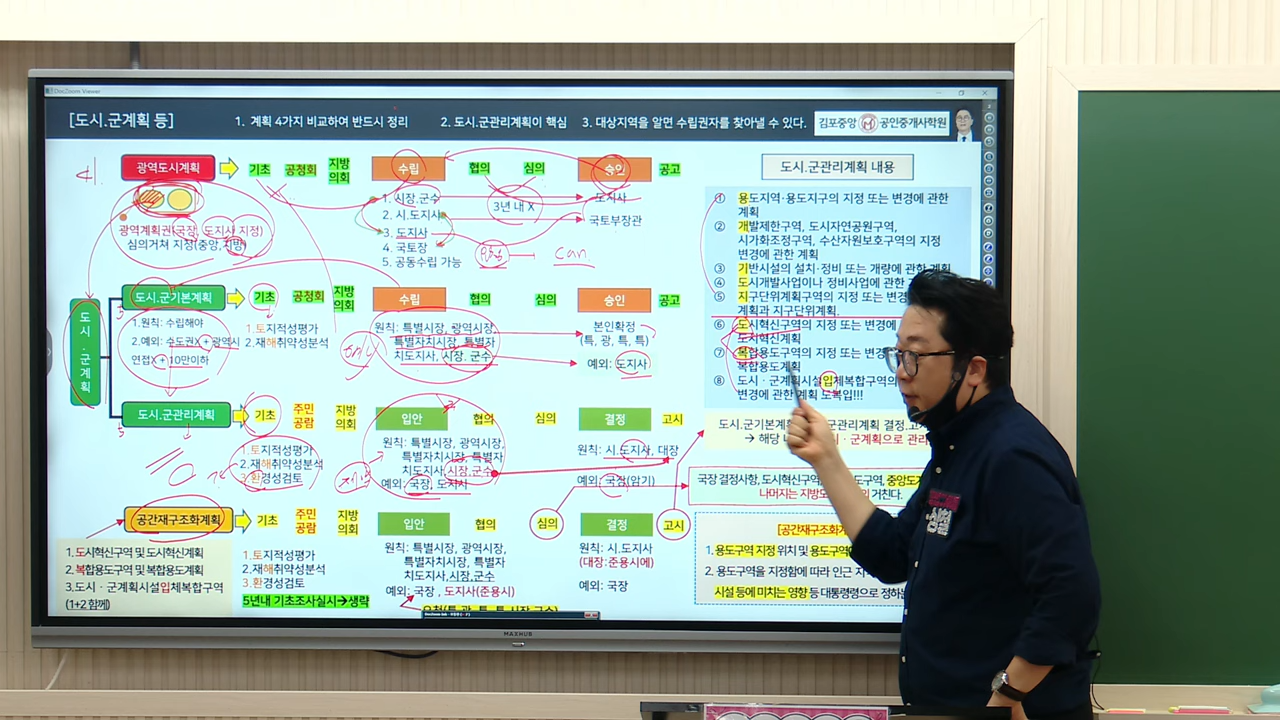 DocZoom Viewer
[도시.군계획 등]
1. 계획 4가지 비교하여 반드시 정리
2. 도시.군관리계획이 핵심
3. 대상지역을 알면 수립권자를 찾아낼 수 있다.
김포중앙 공인중개사학원
광역도시계획
기초
공청회
지방
의회
수립
협의
심의
승인
공고
1. 시장.군수
2. 시.도지사
3. 도지사
4. 국토장
5. 공동수립 가능
3년 내 X
can.
도지사
국토부장관
광역계획권(국장, 도지사 지정)
심의거쳐 지정(중앙,지방)
도시.군계획
도시.군기본계획
기초
공청회
지방
의회
수립
협의
심의
승인
공고
1.원칙: 수립해야
2.예외: 수도권X+광역시
연접X+10만이하
1.토지적성평가
2.재해취약성분석
원칙: 특별시장, 광역시장,
특별자치시장, 특별자
치도지사, 시장, 군수
본인확정
(특, 광, 특, 특)
예외: 도지사
도시.군관리계획
기초
주민
공람
지방
의회
입안
협의
심의
결정
고시
1.토지적성평가
2.재해취약성분석
3.환경성검토
원칙: 특별시장, 광역시장,
특별자치시장, 특별자
치도지사, 시장,군수
예외: 국장, 도지사
원칙: 시.도지사, 대장
예외: 국장(암기)
공간재구조화계획
기초
주민
공람
지방
의회
입안
협의
심의
결정
고시
1. 도시혁신구역 및 도시혁신계획
2. 복합용도구역 및 복합용도계획
3.도시ㆍ군계획시설입체복합구역
(1+2 함께)
1.토지적성평가
2.재해취약성분석
3.환경성검토
5년내 기초조사실시→생략
원칙: 특별시장, 광역시장,
특별자치시장, 특별자
치도지사, 시장,군수
예외: 국장, 도지사(준용시)
원칙: 시.도지사
(대장:준용시에)
예외: 국장
도시.군관리계획 내용
① 용도지역·용도지구의 지정 또는 변경에 관한
계획
② 개발제한구역, 도시자연공원구역,
시가화조정구역, 수산자원보호구역의 지정
변경에 관한 계획
③ 기반시설의 설치·정비 또는 개량에 관한 계획
④ 도시개발사업이나 정비사업에 관한
⑤ 지구단위계획구역의 지정 또는 변경
계획과 지구단위계획.
⑥ 도시혁신구역의 지정 또는 변경에
도시혁신계획
⑦ 복합용도구역의 지정 또는 변경
복합용도계획
⑧ 도시ㆍ군계획시설입체복합구역의
변경에 관한 계획 도복입!!!
도시.군기본계획 군관리계획 결정.고
→ 해당 시ㆍ군계획으로 관리
국장 결정사항, 도시혁신구역 도구역, 중앙도
나머지는 지방도 거친다.
[공간재구조화
1. 용도구역 지정 위치 및 용도구역
2. 용도구역을 지정함에 따라 인근 지
시설 등에 미치는 영향 등 대통령령으로 정하는
MAXHUB